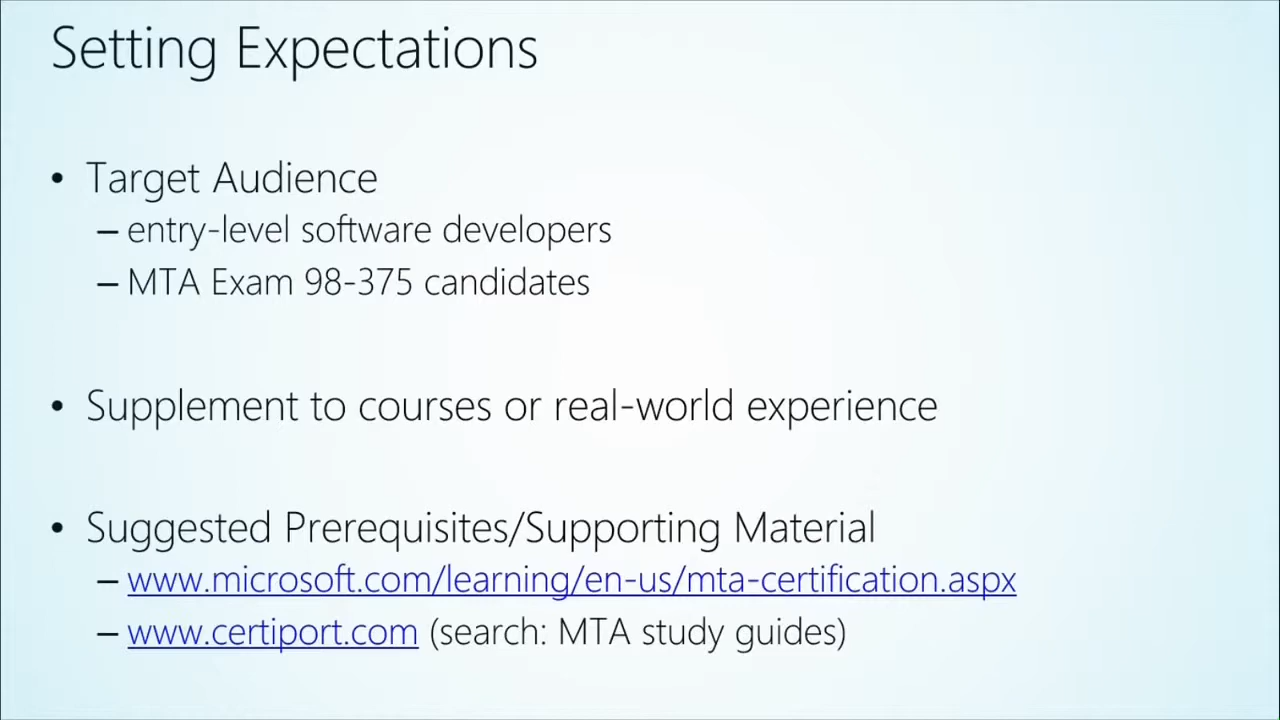 Setting Expectations
• Target Audience
– entry-level software developers
– MTA Exam 98-375 candidates
• Supplement to courses or real-world experience
• Suggested Prerequisites/Supporting Material
– www.microsoft.com/learning/en-us/mta-certification.aspx
– www.certiport.com (search: MTA study guides)